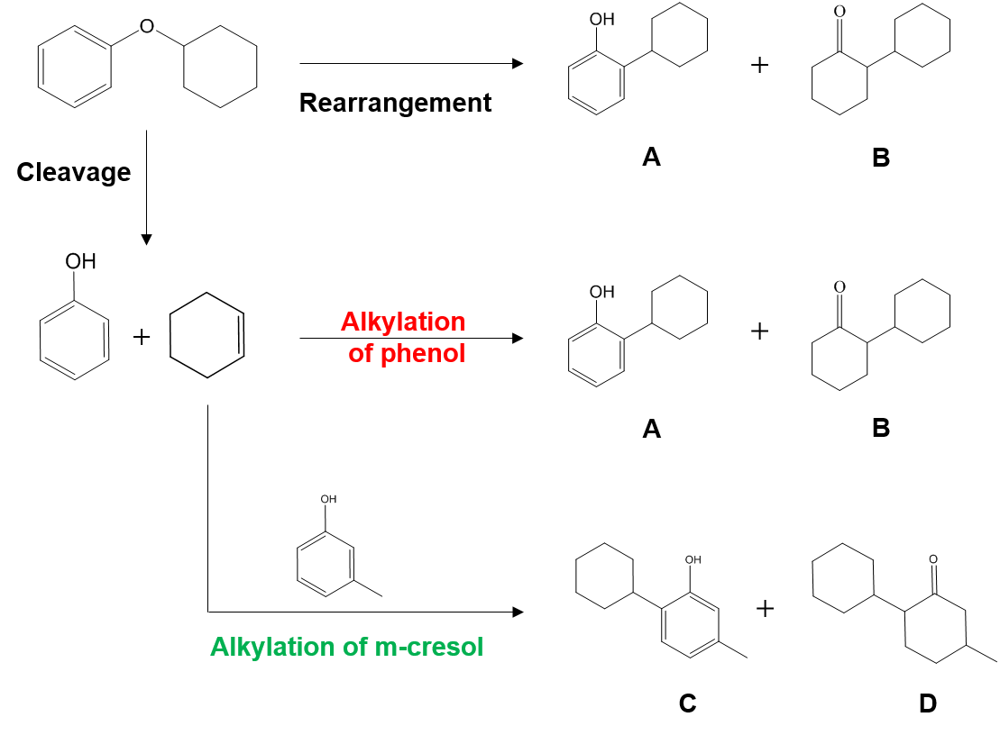 O
OH
O
Rearrangement
+
A
B
Cleavage
OH
+
Alkylation
of phenol
OH
O
+
A
B
OH
Alkylation of m-cresol
OH
O
+
C
D